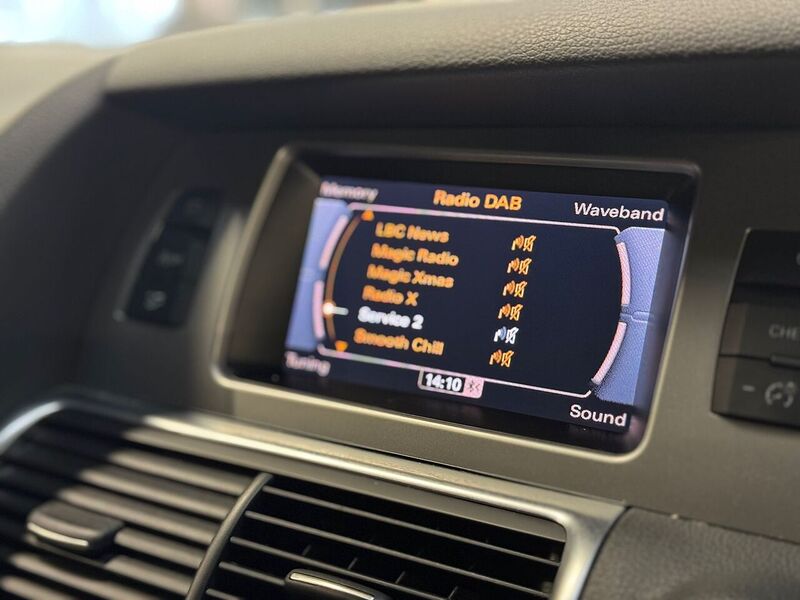 Memory
Radio DAB
Waveband
LBC News
Magic Radio
Magic Xmas
Radio X
Service 2
Smooth Chill
Tuning
14:10
Sound
CHE